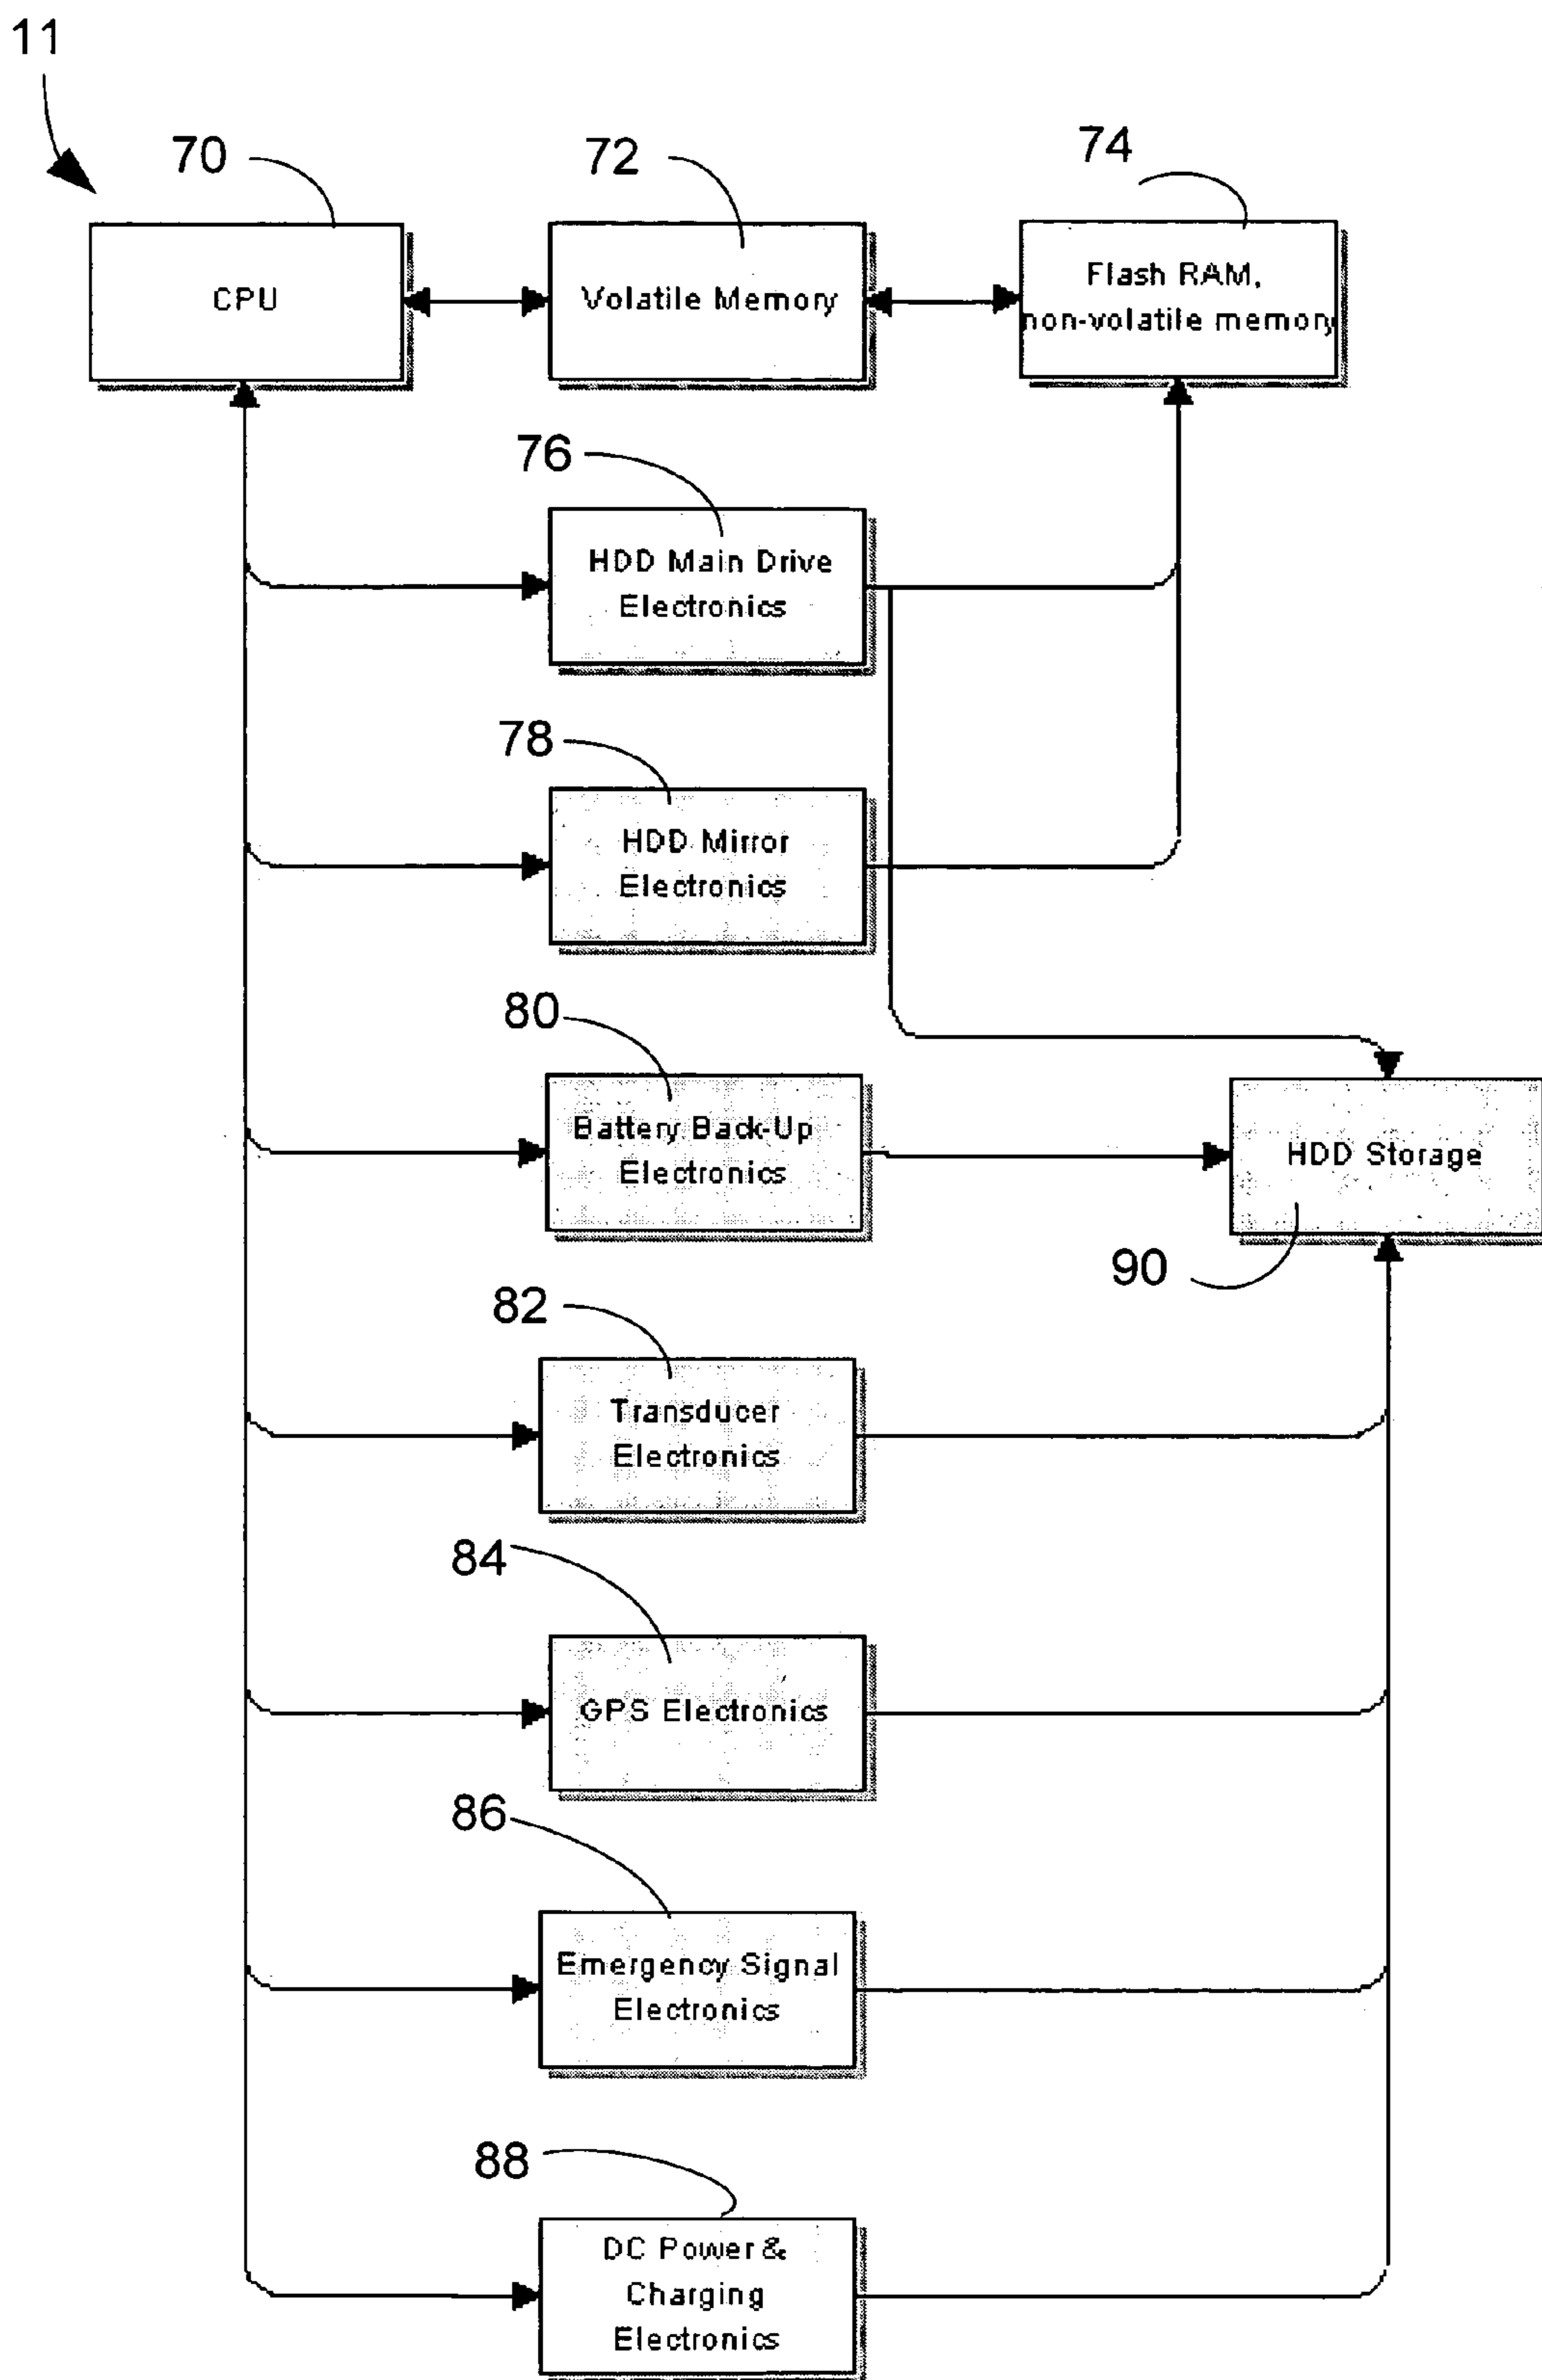 11
70
72
74
CPU
Volatile Memory
Flash RAM,
non-volatile memory
76
HDD Main Drive
Electronics
78
HDD Mirror
Electronics
80
Battery Back-Up
Electronics
HDD Storage
90
82
Transducer
Electronics
84
GPS Electronics
86
Emergency Signal
Electronics
88
DC Power &
Charging
Electronics